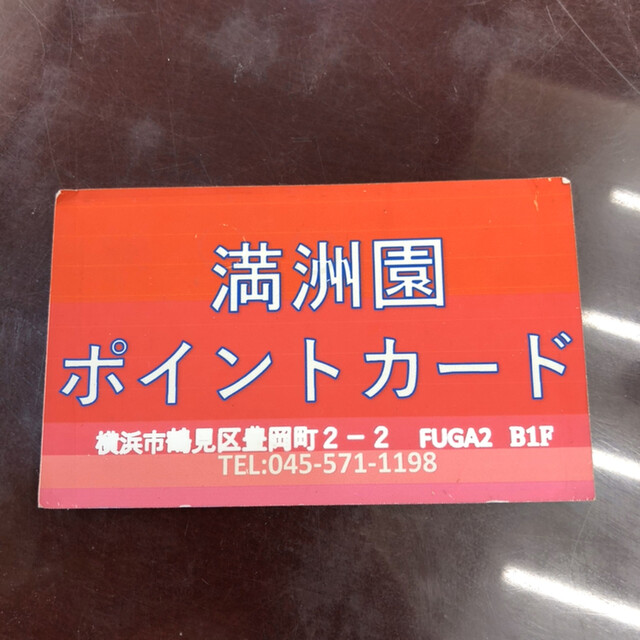 満洲園
ポイントカード
横浜市鶴見区豊岡町２－２　FUGA2　B1F
TEL:045-571-1198